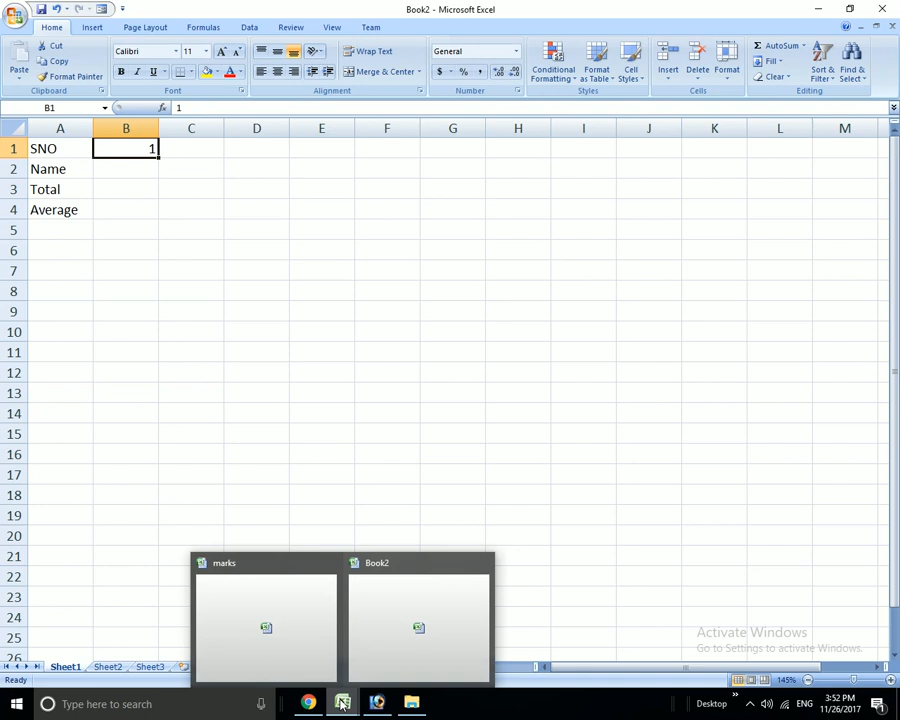 Book2 - Microsoft Excel
Home Insert Page Layout Formulas Data Review View Team
Paste
Cut
Copy
Format Painter
Clipboard
Calibri 11
B I U A
Font
Wrap Text
Merge & Center
Alignment
General
$ % ,
Number
Conditional Formatting
Format as Table
Cell Styles
Styles
Insert Delete Format
Cells
Σ AutoSum
Fill
Clear
Sort & Filter
Find & Select
Editing
B1 fx 1
A B C D E F G H I J K L M
1 SNO 1
2 Name
3 Total
4 Average
5
6
7
8
9
10
11
12
13
14
15
16
17
18
19
20
21
22
23
24
25
26
marks Book2
Activate Windows
Go to Settings to activate Windows.
Sheet1 Sheet2 Sheet3
Ready 145%
Type here to search
Desktop ENG
3:52 PM
11/26/2017
1